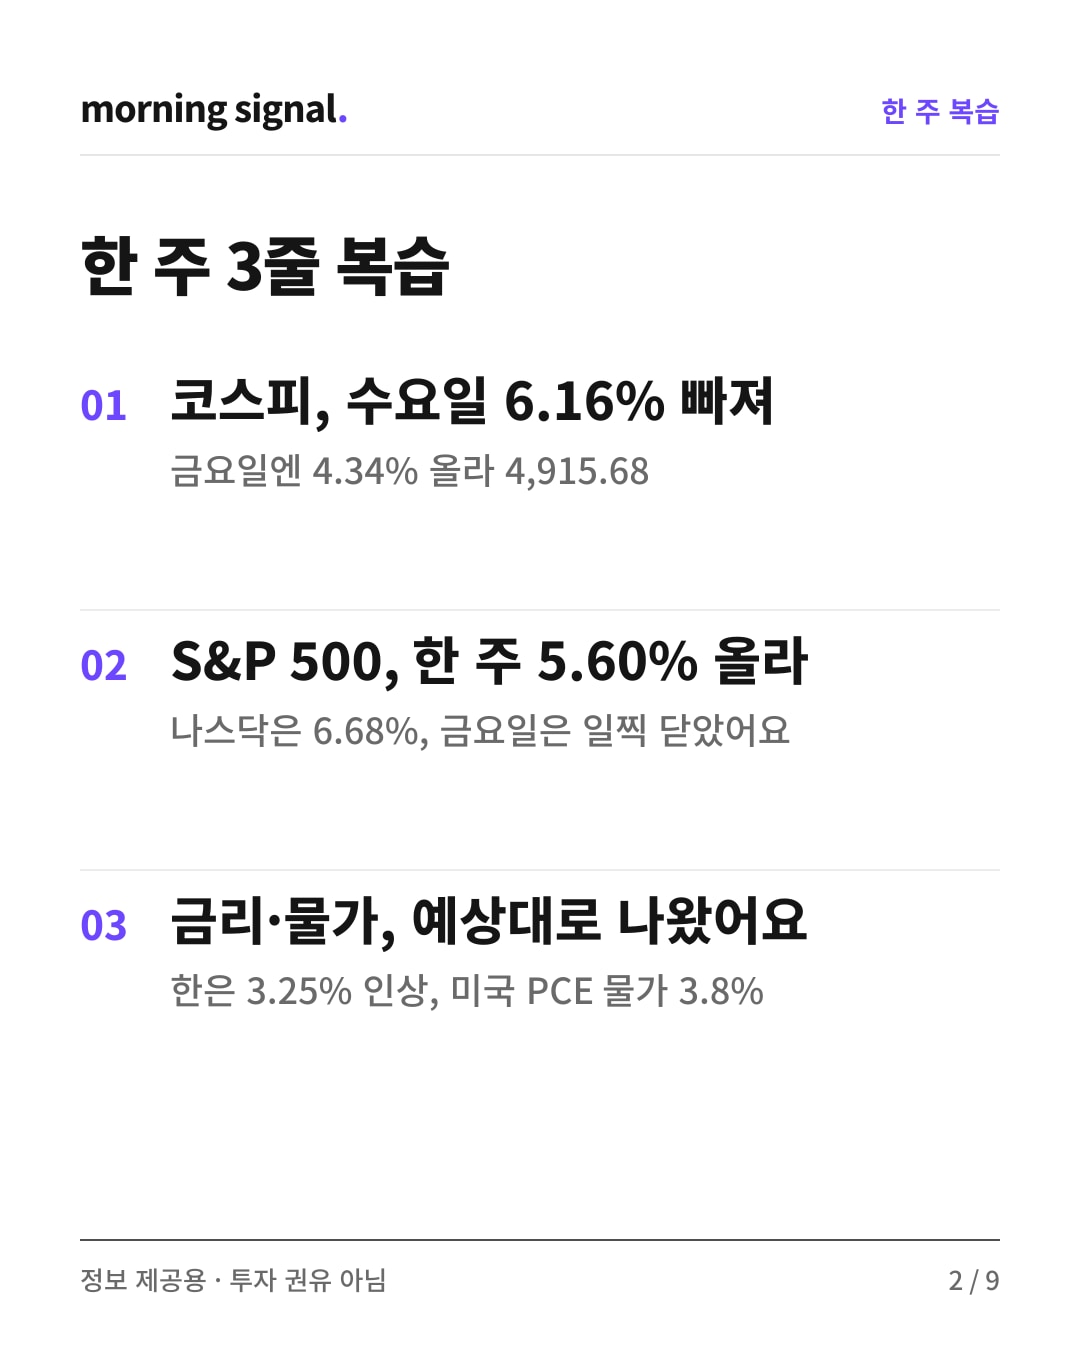 morning signal.
한 주 복습
한 주 3줄 복습
01 코스피, 수요일 6.16% 빠져
금요일엔 4.34% 올라 4,915.68
02 S&P 500, 한 주 5.60% 올라
나스닥은 6.68%, 금요일은 일찍 닫았어요
03 금리·물가, 예상대로 나왔어요
한은 3.25% 인상, 미국 PCE 물가 3.8%
정보 제공용 · 투자 권유 아님
2 / 9